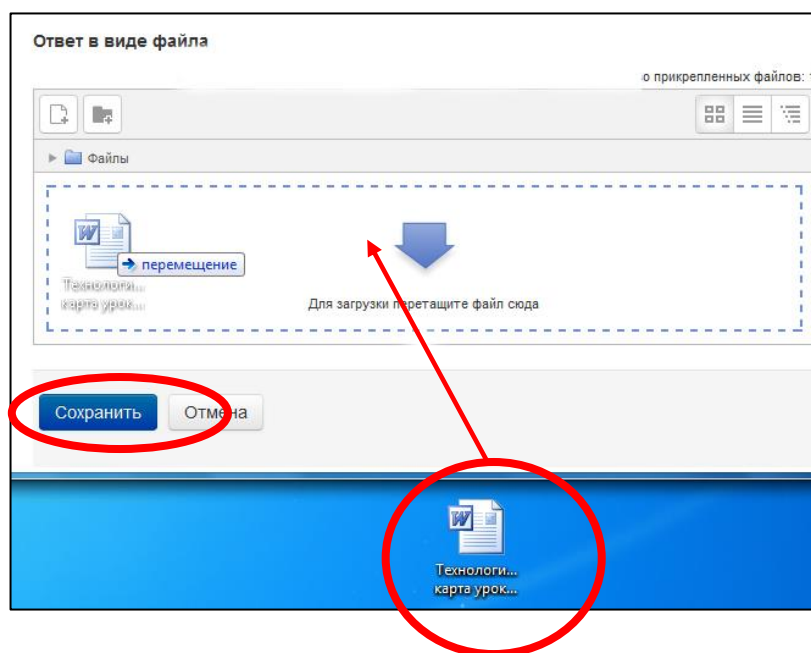 Ответ в виде файла
о прикрепленных файлов:
Файлы
перемещение
Технологи...
карта урок...
Для загрузки перетащите файл сюда
Сохранить
Отмена
Технологи...
карта урок...